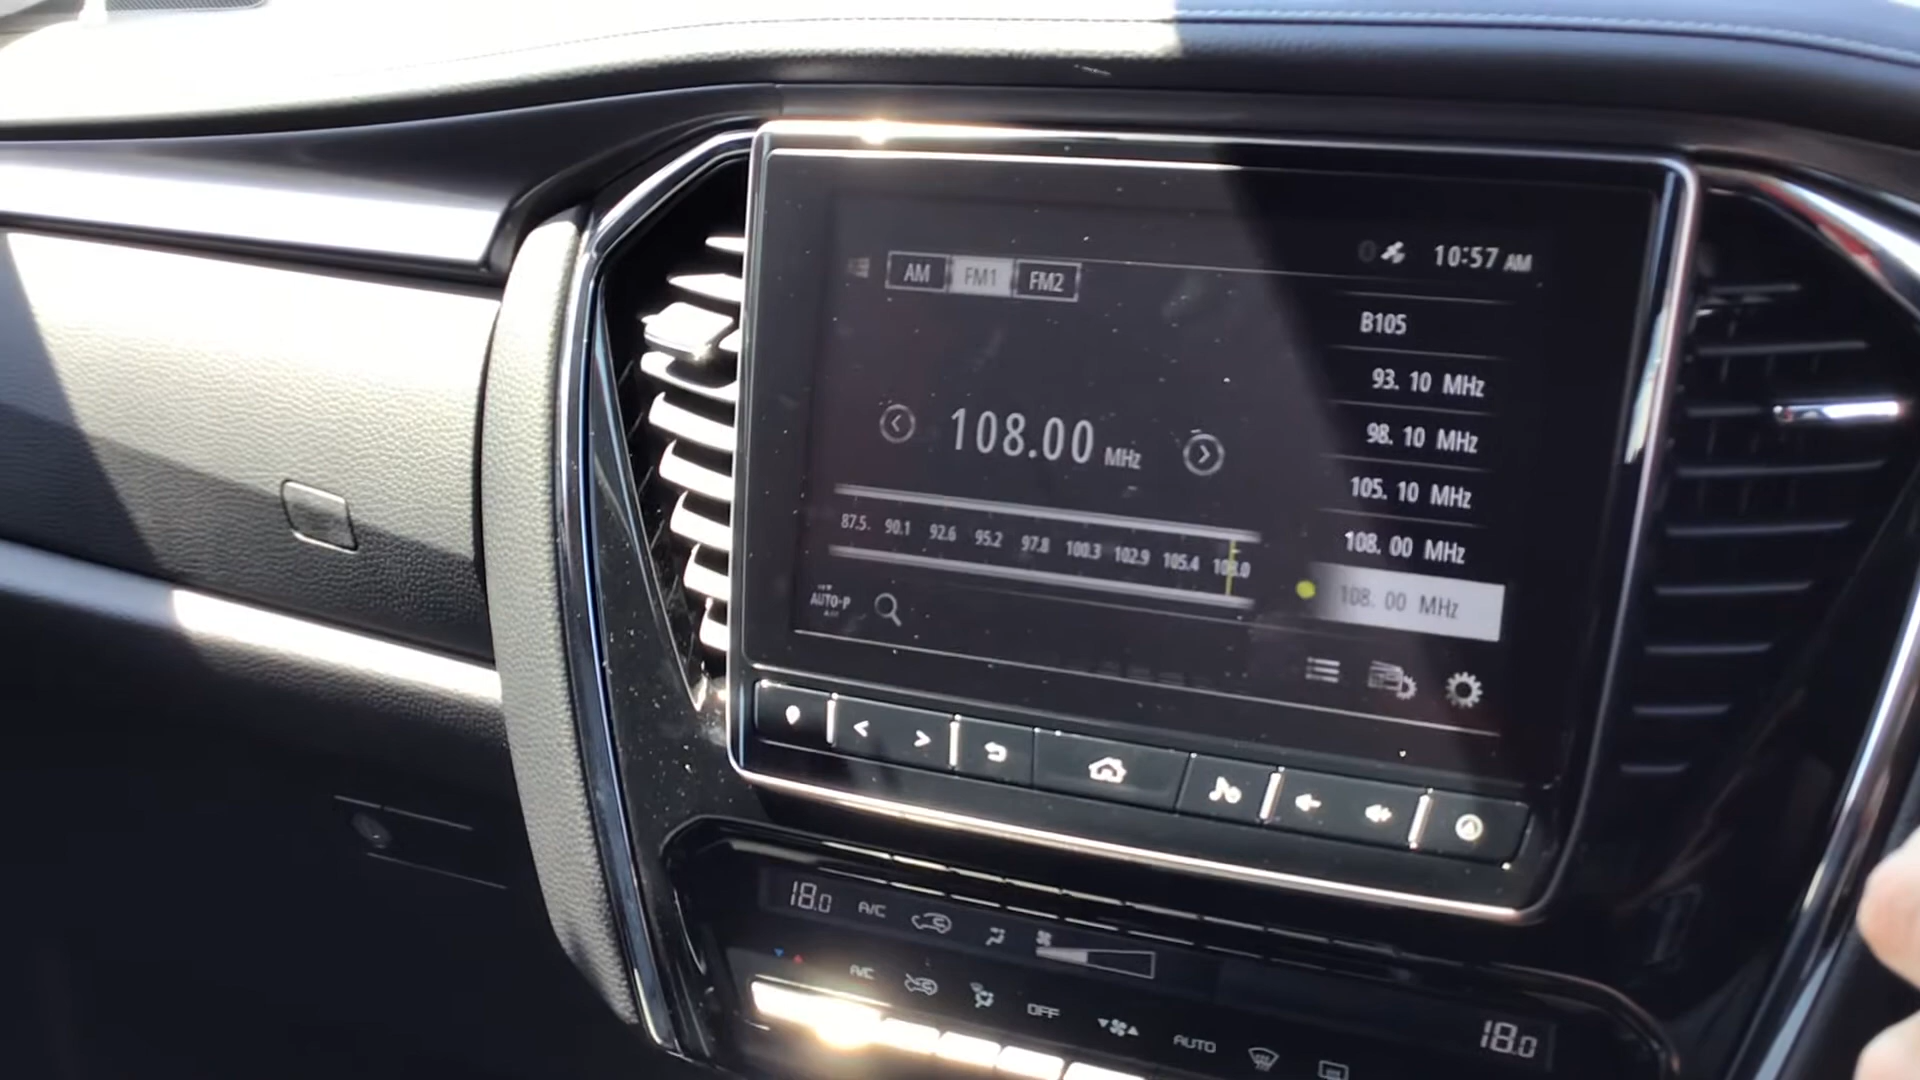 10:57 AM
AM FM1 FM2
B105
93. 10 MHz
98. 10 MHz
105. 10 MHz
108. 00 MHz
108. 00 MHz
108.00 MHz
87.5. 90.1 92.6 95.2 97.8 100.3 102.9 105.4 108.0
AUTO-P
18.0 A/C
A/C OFF AUTO
18.0